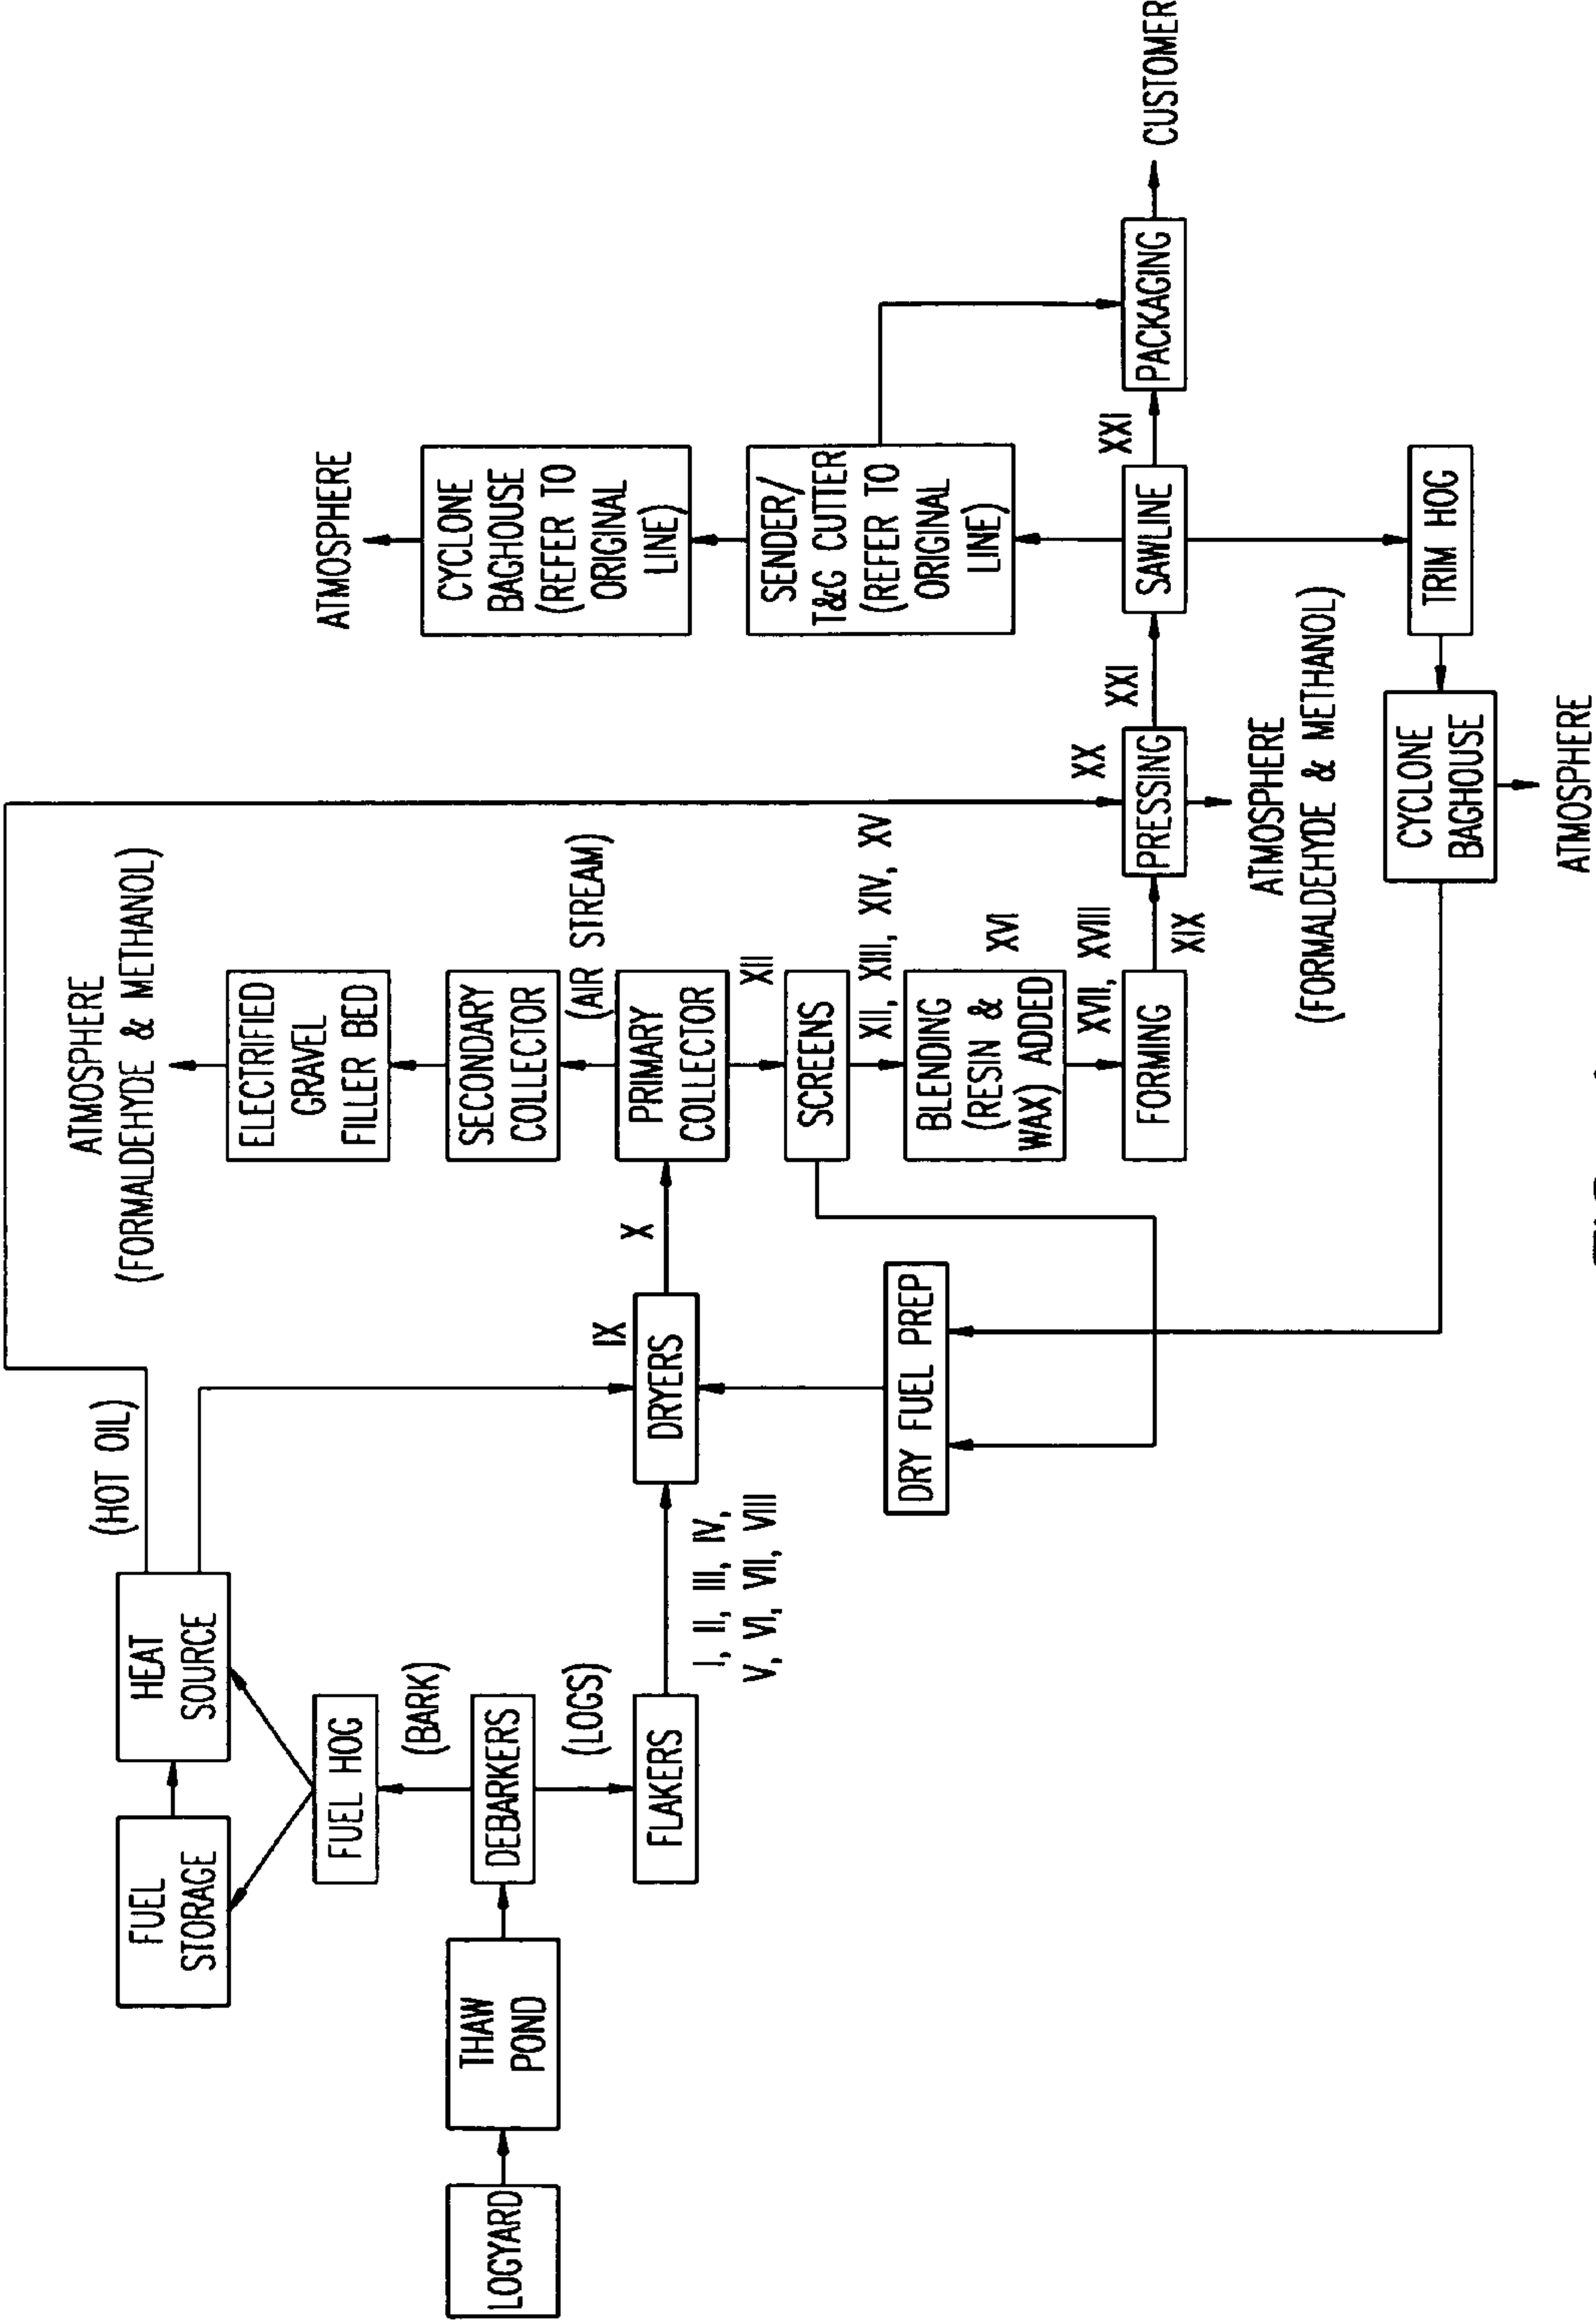 LOGYARD
THAW
POND
FUEL
STORAGE
HEAT
SOURCE
(HOT OIL)
FUEL HOG
(BARK)
DEBARKERS
(LOGS)
FLAKERS
I, II, III, IV,
V, VI, VII, VIII
IX
DRYERS
X
DRY FUEL PREP
ATMOSPHERE
(FORMALDEHYDE & METHANOL)
ELECTRIFIED
GRAVEL
FILLER BED
SECONDARY
COLLECTOR
(AIR STREAM)
PRIMARY
COLLECTOR
XII
SCREENS
XII, XIII, XIV, XV
BLENDING
(RESIN &
WAX) ADDED
XVI
XVII, XVIII
FORMING
XIX
XX
PRESSING
ATMOSPHERE
(FORMALDEHYDE & METHANOL)
XXI
SAWLINE
XXI
ATMOSPHERE
CYCLONE
BAGHOUSE
(REFER TO
ORIGINAL
LINE)
SENDER/
T&G CUTTER
(REFER TO
ORIGINAL
LINE)
PACKAGING
CUSTOMER
TRIM HOG
CYCLONE
BAGHOUSE
ATMOSPHERE